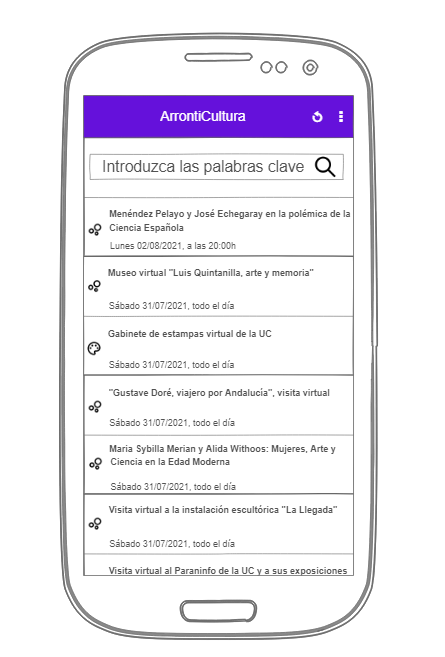 ArrontiCultura
Introduzca las palabras clave
Menéndez Pelayo y José Echegaray en la polémica de la
Ciencia Española
Lunes 02/08/2021, a las 20:00h
Museo virtual "Luis Quintanilla, arte y memoria"
Sábado 31/07/2021, todo el día
Gabinete de estampas virtual de la UC
Sábado 31/07/2021, todo el día
"Gustave Doré, viajero por Andalucía", visita virtual
Sábado 31/07/2021, todo el día
Maria Sybilla Merian y Alida Withoos: Mujeres, Arte y
Ciencia en la Edad Moderna
Sábado 31/07/2021, todo el día
Visita virtual a la instalación escultórica "La Llegada"
Sábado 31/07/2021, todo el día
Visita virtual al Paraninfo de la UC y a sus exposiciones